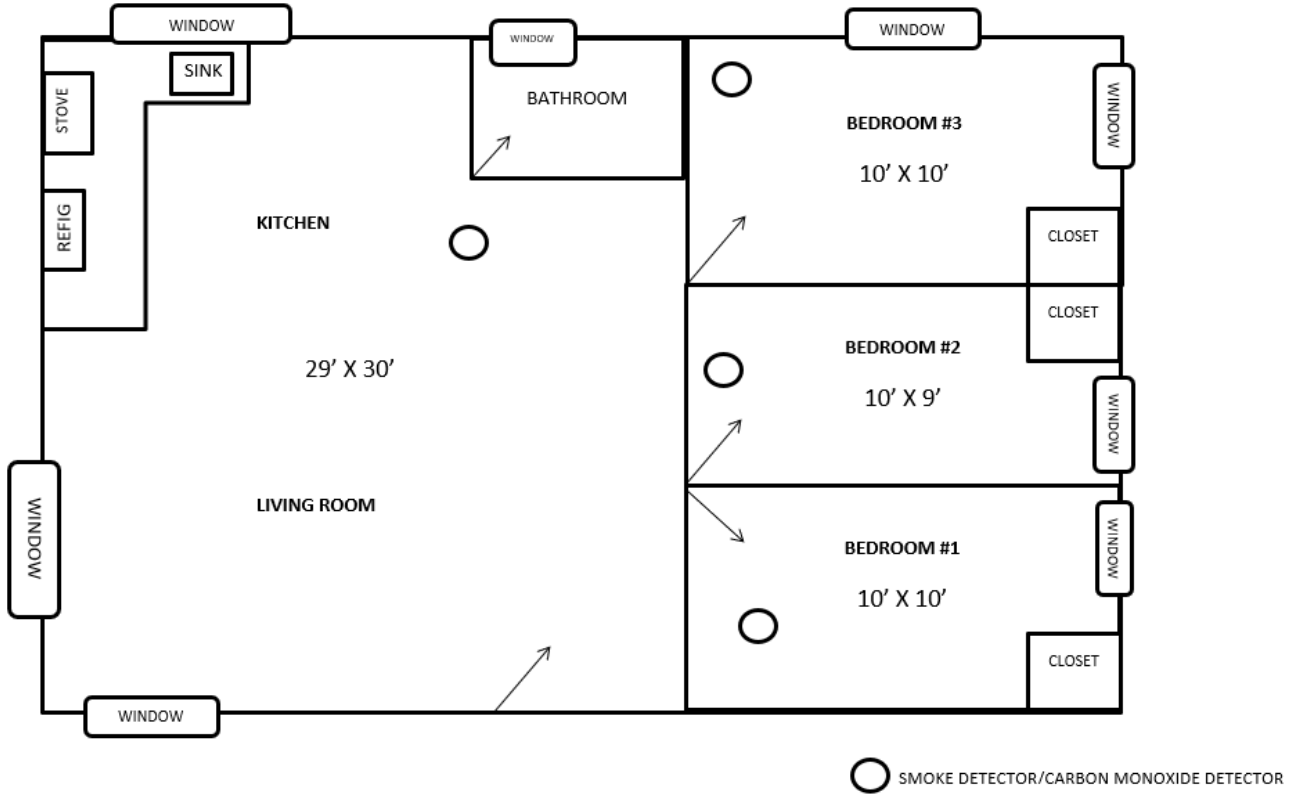 WINDOW
WINDOW
WINDOW
SINK
STOVE
BATHROOM
WINDOW
BEDROOM #3
10’ X 10’
REFIG
KITCHEN
CLOSET
CLOSET
29’ X 30’
BEDROOM #2
10’ X 9’
WINDOW
LIVING ROOM
WINDOW
BEDROOM #1
10’ X 10’
WINDOW
CLOSET
WINDOW
SMOKE DETECTOR/CARBON MONOXIDE DETECTOR